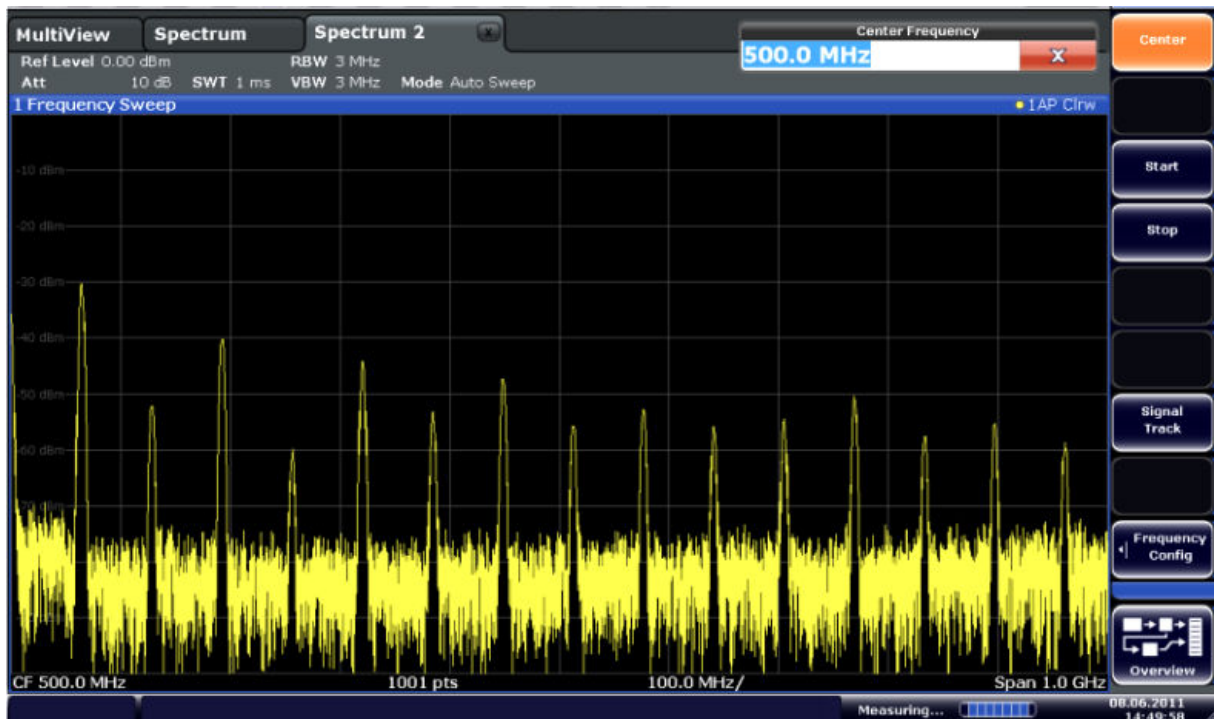 MultiView Spectrum Spectrum 2 x
Center Frequency
500.0 MHz x
Ref Level 0.00 dBm RBW 3 MHz
Att 10 dB SWT 1 ms VBW 3 MHz Mode Auto Sweep
1 Frequency Sweep 1AP Clrw
-10 dBm
-20 dBm
-30 dBm
-40 dBm
-50 dBm
-60 dBm
-70 dBm
CF 500.0 MHz 1001 pts 100.0 MHz/ Span 1.0 GHz
Measuring...
08.06.2011
14:49:58
Center
Start
Stop
Signal
Track
Frequency
Config
Overview